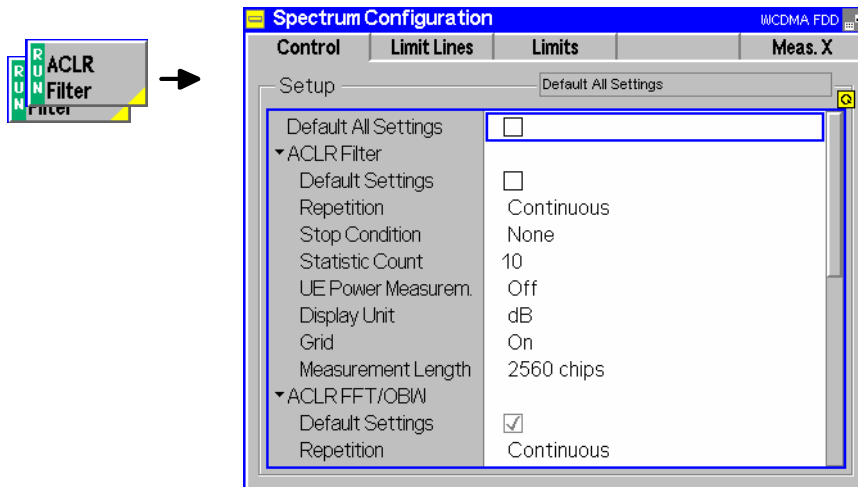 RUN
ACLR
Filter
RUN
Filter
Spectrum Configuration
WCDMA FDD
Control
Limit Lines
Limits
Meas. X
Setup
Default All Settings
Default All Settings
ACLR Filter
Default Settings
Repetition Continuous
Stop Condition None
Statistic Count 10
UE Power Measurem. Off
Display Unit dB
Grid On
Measurement Length 2560 chips
ACLR FFT/OBW
Default Settings
Repetition Continuous